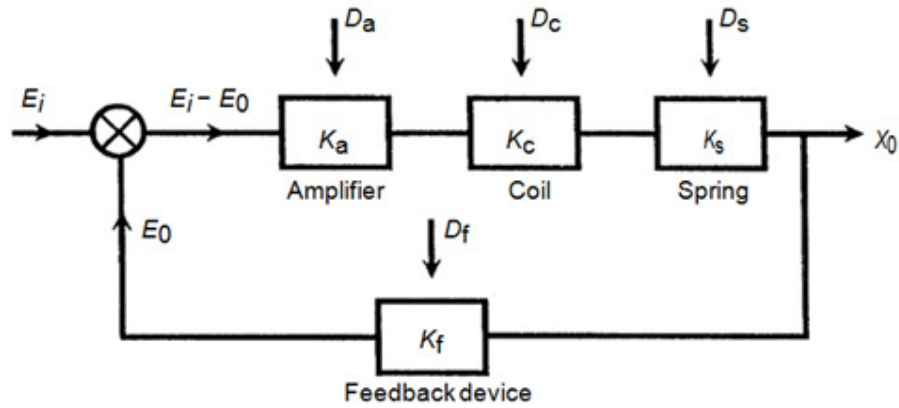 Da Dc Ds
Ei Ei – E0
Ka Kc Ks X0
Amplifier Coil Spring
E0 Df
Kf
Feedback device